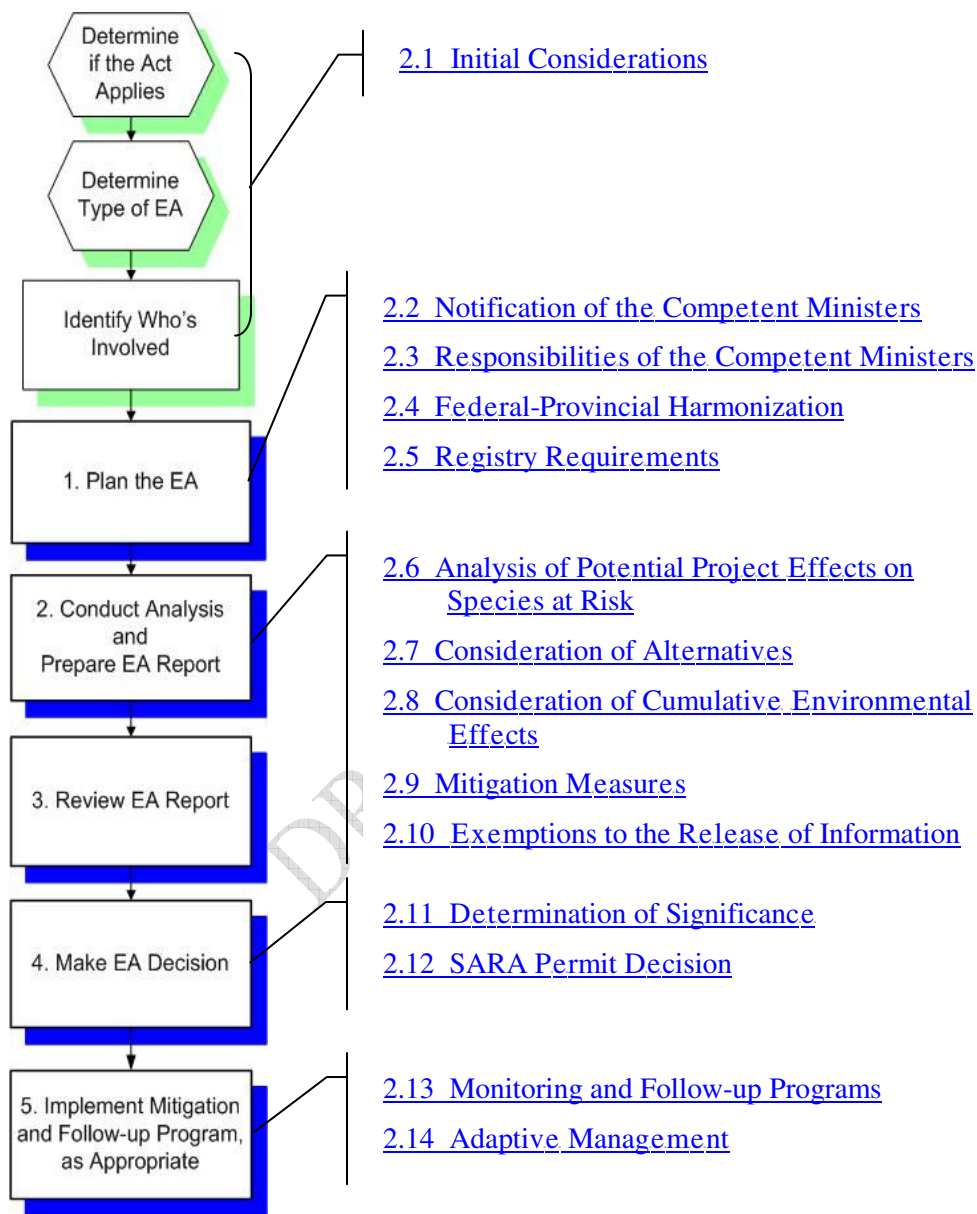 Determine
if the Act
Applies
2.1 Initial Considerations
Determine
Type of EA
Identify Who's
Involved
2.2 Notification of the Competent Ministers
2.3 Responsibilities of the Competent Ministers
2.4 Federal-Provincial Harmonization
2.5 Registry Requirements
1. Plan the EA
2. Conduct Analysis
and
Prepare EA Report
2.6 Analysis of Potential Project Effects on
Species at Risk
2.7 Consideration of Alternatives
2.8 Consideration of Cumulative Environmental
Effects
2.9 Mitigation Measures
2.10 Exemptions to the Release of Information
3. Review EA Report
4. Make EA Decision
2.11 Determination of Significance
2.12 SARA Permit Decision
5. Implement Mitigation
and Follow-up Program,
as Appropriate
2.13 Monitoring and Follow-up Programs
2.14 Adaptive Management